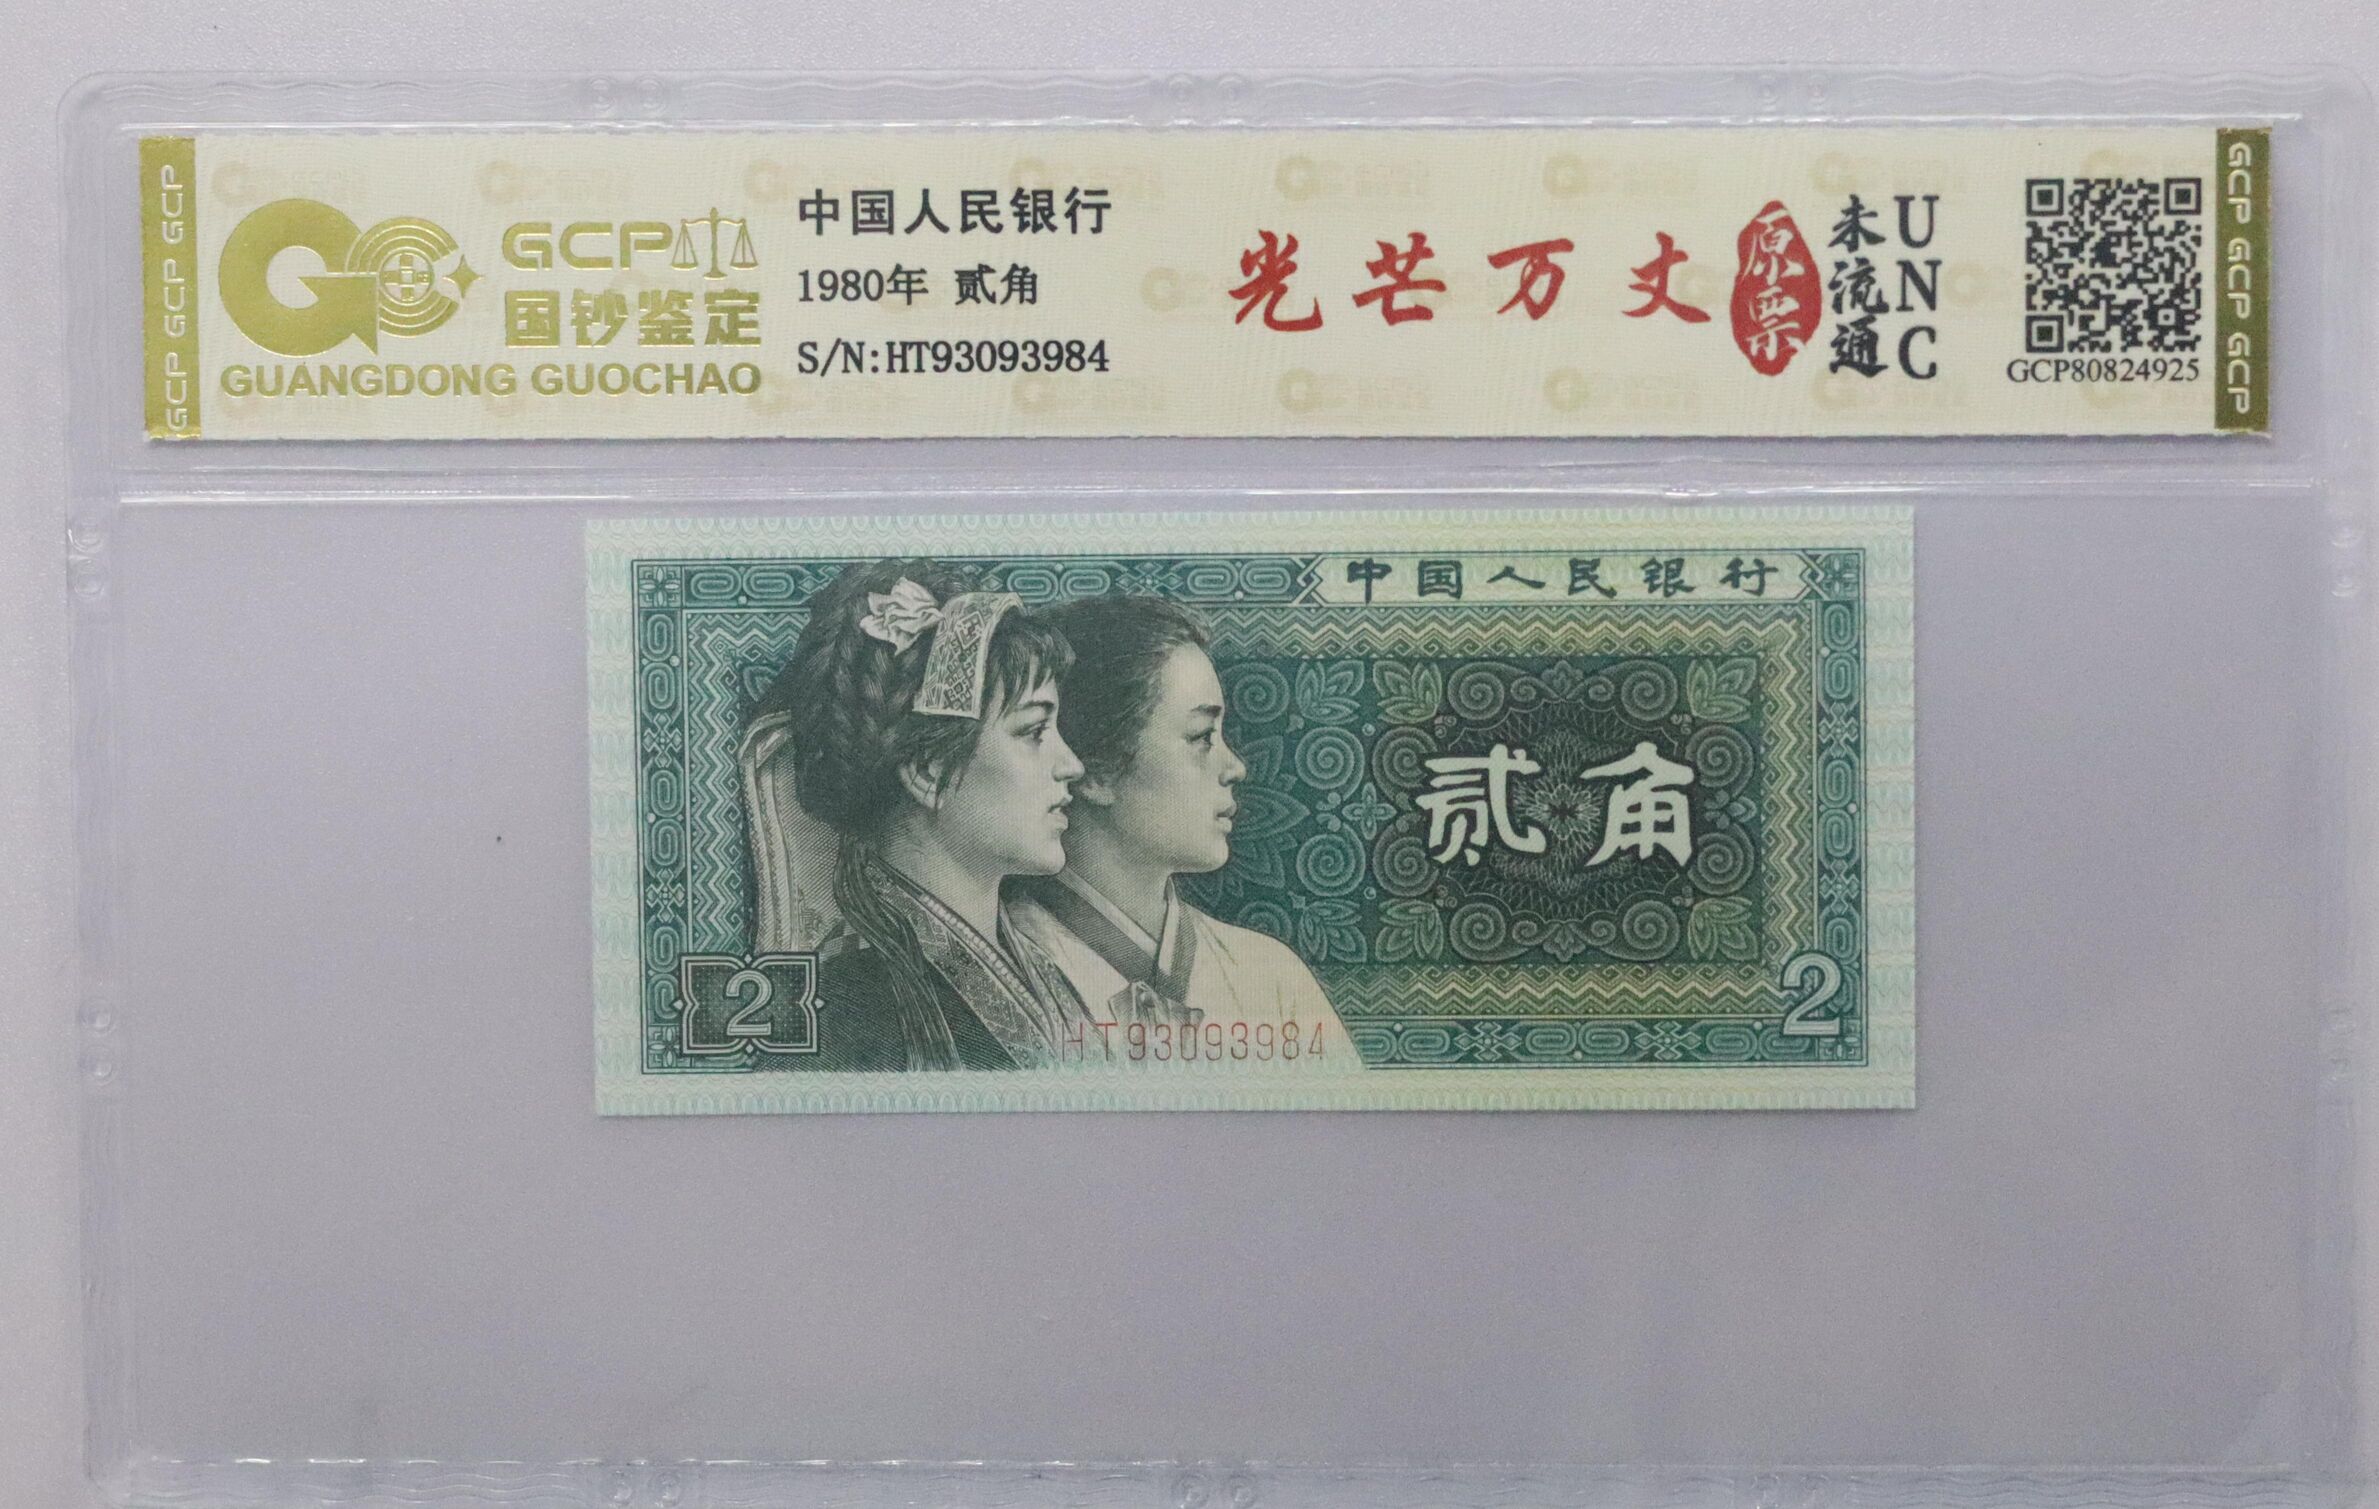 GCP GCP GCP
GCP
国钞鉴定
GUANGDONG GUOCHAO
中国人民银行
1980年 贰角
S/N:HT93093984
光芒万丈
原票
未流通
UNC
GCP80824925
GCP GCP GCP
中国人民银行
贰角
2
2
HT93093984